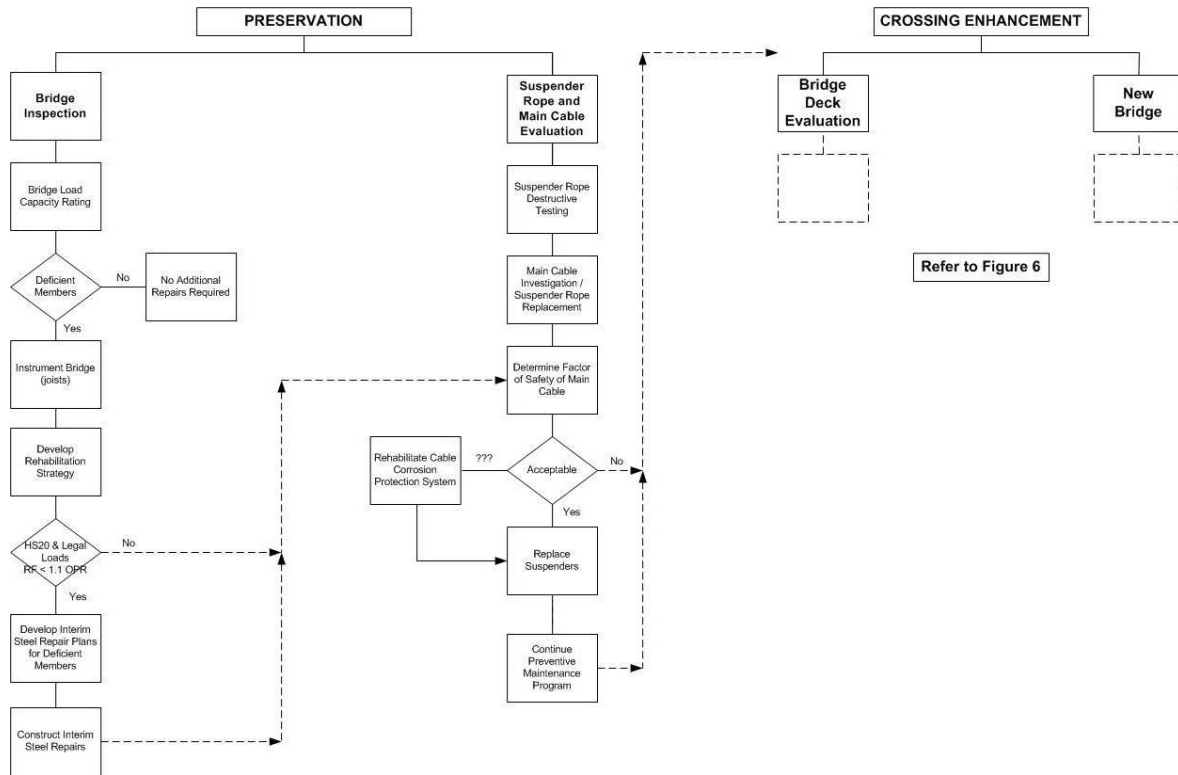 PRESERVATION
CROSSING ENHANCEMENT
Bridge
Inspection
Suspender
Rope and
Main Cable
Evaluation
Bridge
Deck
Evaluation
New
Bridge
Bridge Load
Capacity Rating
Suspender Rope
Destructive
Testing
Deficient
Members
No
No Additional
Repairs Required
Yes
Main Cable
Investigation /
Suspender Rope
Replacement
Refer to Figure 6
Instrument Bridge
(joists)
Determine Factor
of Safety of Main
Cable
Develop
Rehabilitation
Strategy
Rehabilitate Cable
Corrosion
Protection System
???
Acceptable
No
Yes
HS20 & Legal
Loads
RF < 1.1 OPR
No
Yes
Replace
Suspenders
Develop Interim
Steel Repair Plans
for Deficient
Members
Continue
Preventive
Maintenance
Program
Construct Interim
Steel Repairs